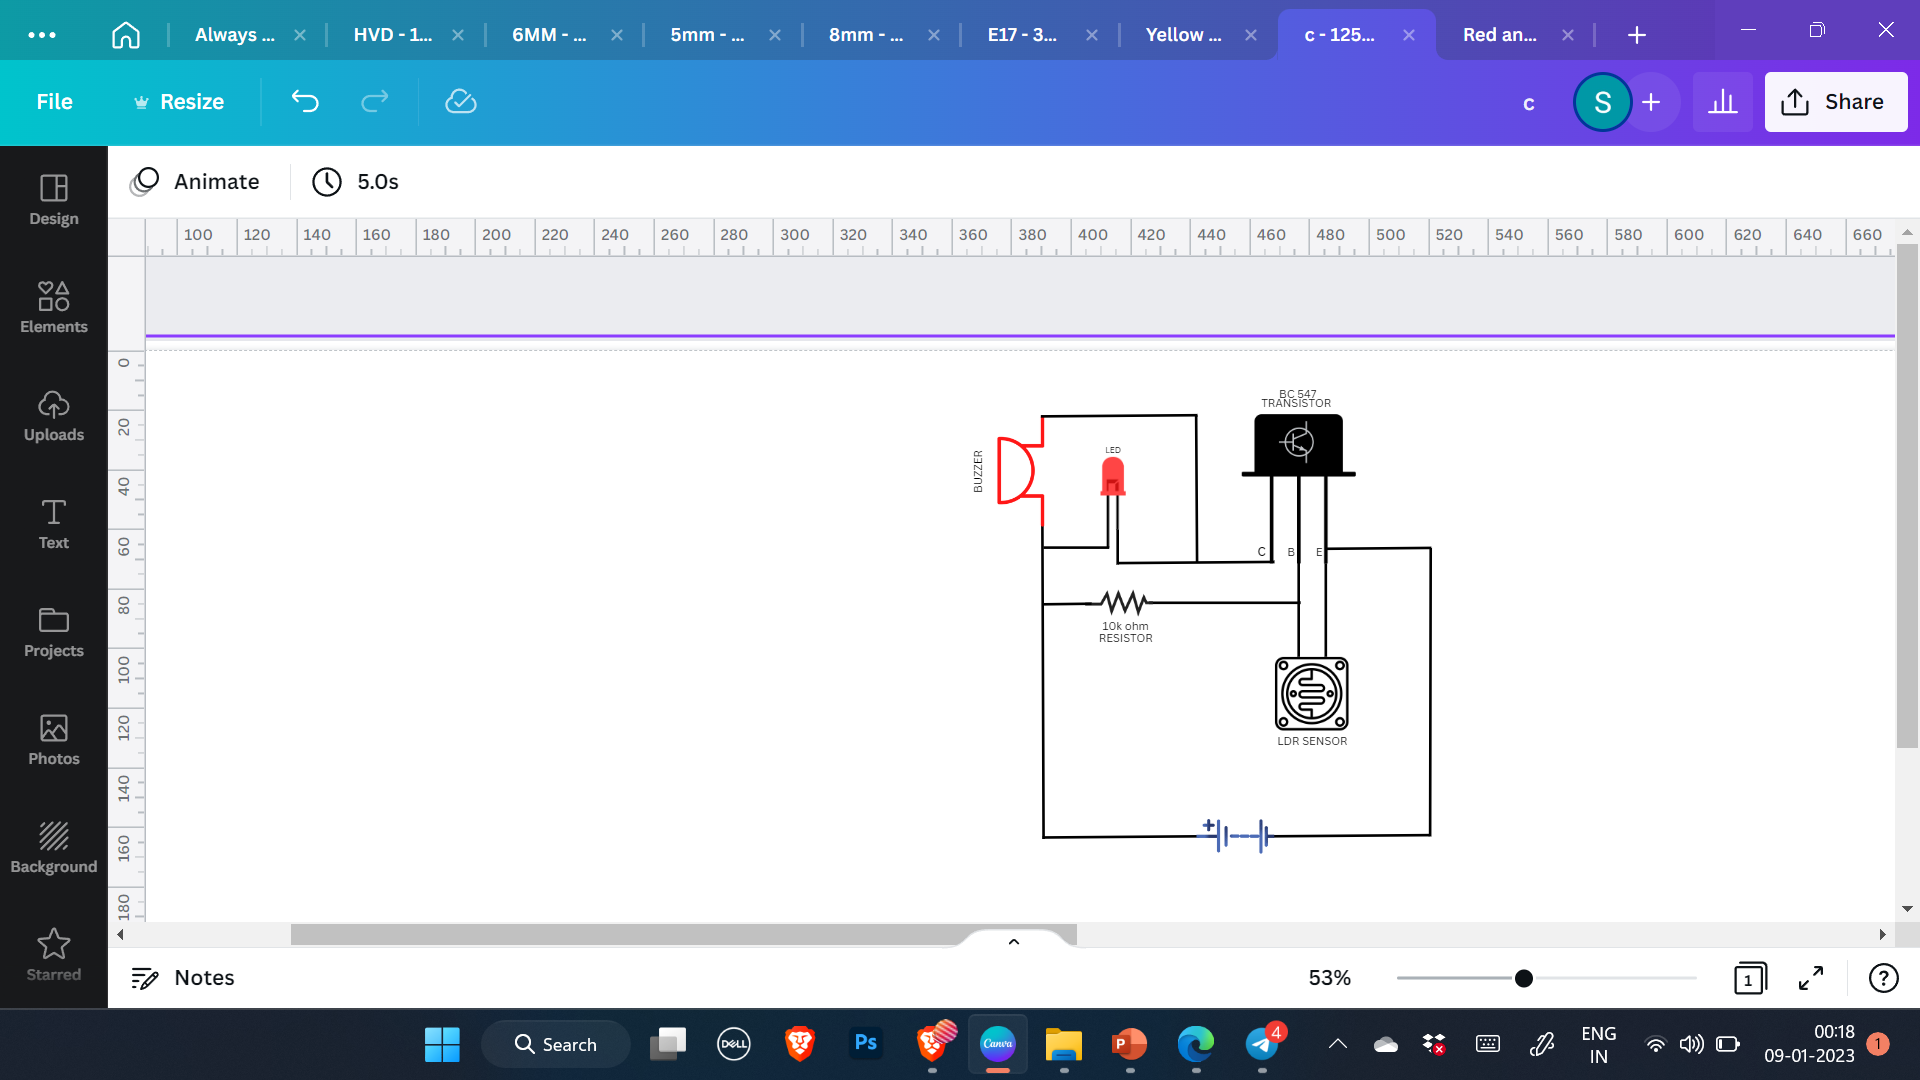 Always ...
HVD - 1...
6MM - ...
5mm - ...
8mm - ...
E17 - 3...
Yellow ...
c - 125...
Red an...
File
Resize
c
S
Share
Animate
5.0s
Design
Elements
Uploads
Text
Projects
Photos
Background
Starred
100 120 140 160 180 200 220 240 260 280 300 320 340 360 380 400 420 440 460 480 500 520 540 560 580 600 620 640 660
0
20
40
60
80
100
120
140
160
180
BC 547
TRANSISTOR
BUZZER
LED
C B E
10k ohm
RESISTOR
LDR SENSOR
+
Notes
53%
1
?
Search
DELL
Ps
Canva
P
4
ENG
IN
00:18
09-01-2023
1